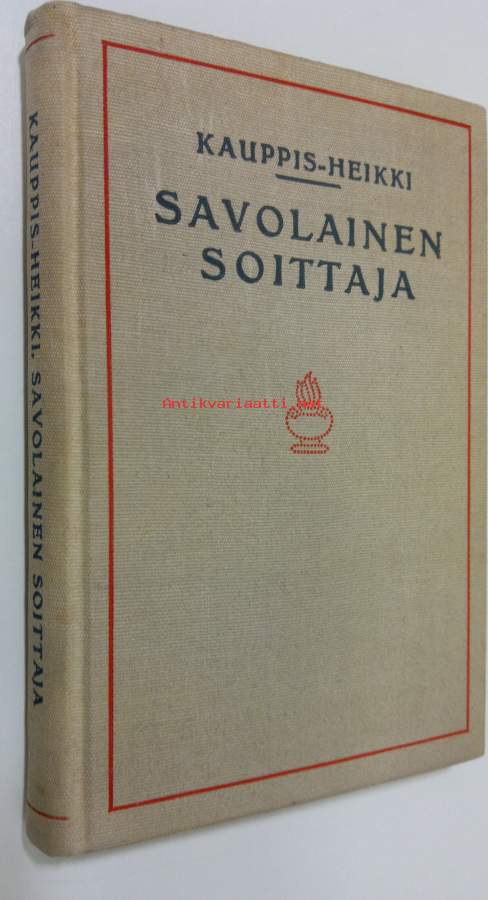 KAUPPIS-HEIKKI
SAVOLAINEN
SOITTAJA
Antikvariaatti.net
KAUPPIS-HEIKKI. SAVOLAINEN SOITTAJA